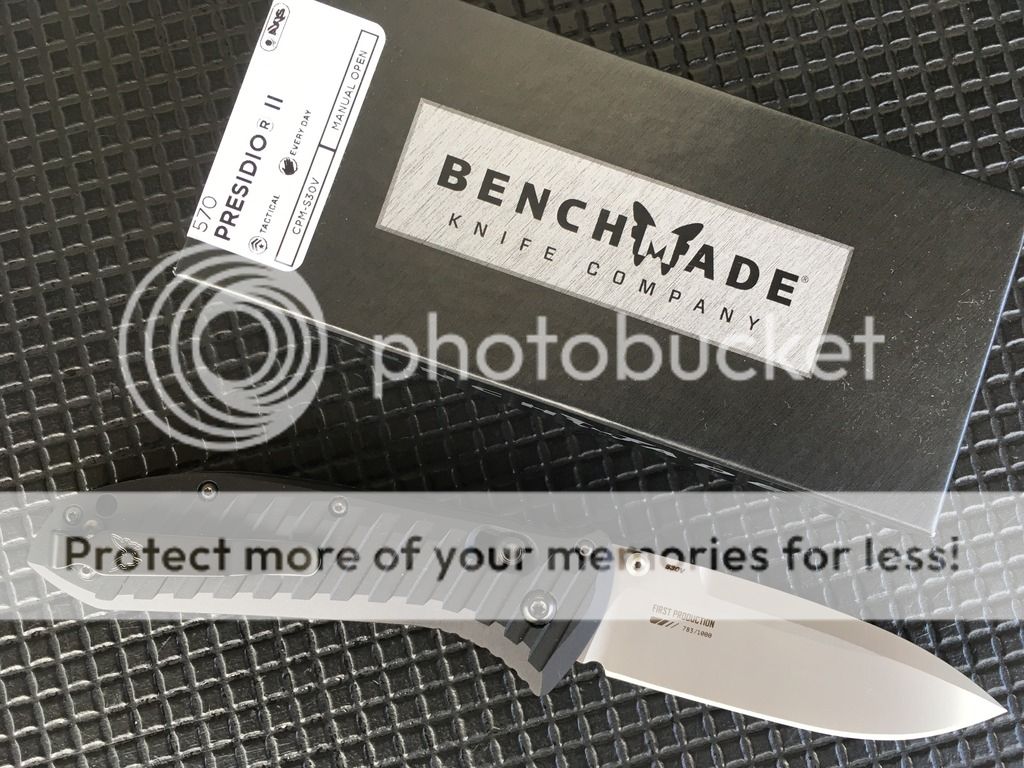 AXIS
570
PRESIDIO II
TACTICAL
EVERY DAY
CPM-S30V
MANUAL OPEN
BENCHMADE®
KNIFE COMPANY
photobucket
Protect more of your memories for less!
S30V
FIRST PRODUCTION
783/1000